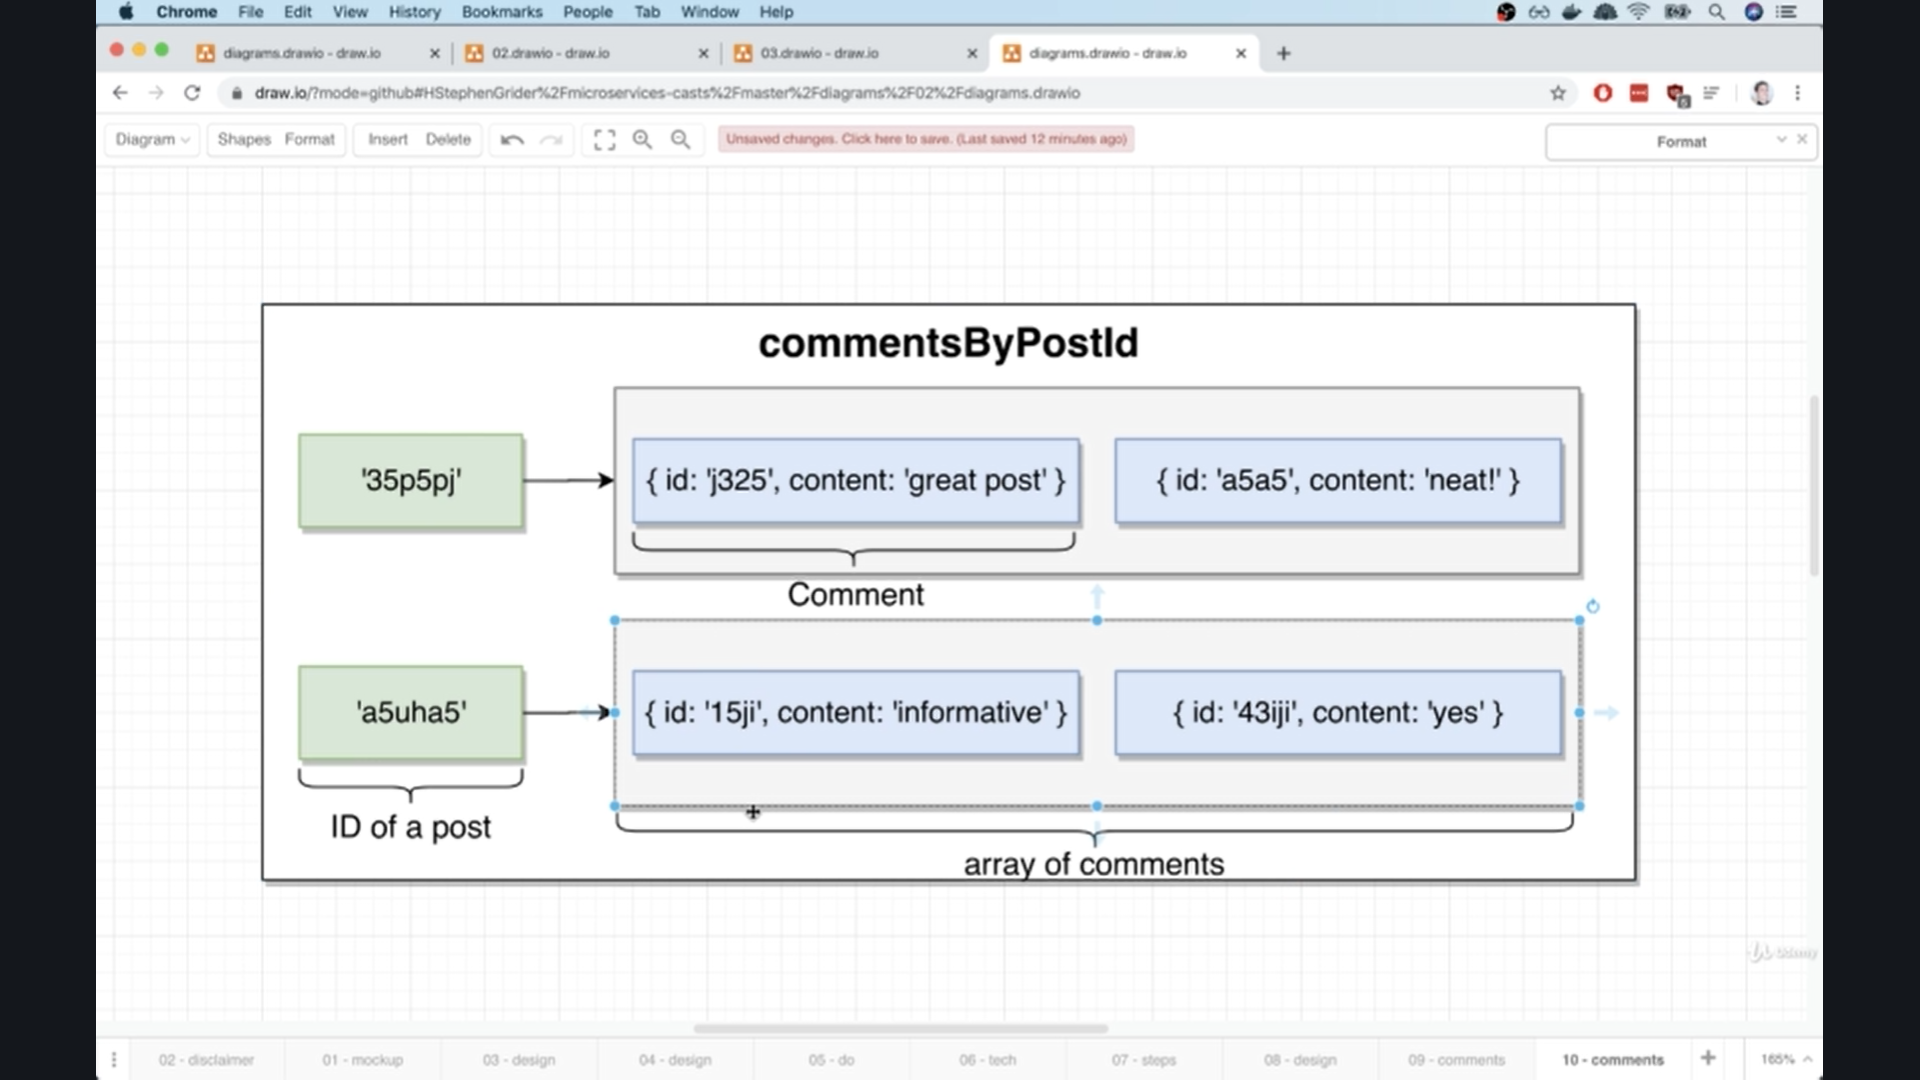 Chrome File Edit View History Bookmarks People Tab Window Help
diagrams.drawio - draw.io 02.drawio - draw.io 03.drawio - draw.io diagrams.drawio - draw.io
draw.io/?mode=github#HStephenGrider%2Fmicroservices-casts%2Fmaster%2Fdiagrams%2F02%2Fdiagrams.drawio
Diagram Shapes Format Insert Delete Unsaved changes. Click here to save. (Last saved 12 minutes ago) Format
commentsByPostId
'35p5pj' { id: 'j325', content: 'great post' } { id: 'a5a5', content: 'neat!' }
Comment
'a5uha5' { id: '15ji', content: 'informative' } { id: '43iji', content: 'yes' }
ID of a post
array of comments
Udemy
02 - disclaimer 01 - mockup 03 - design 04 - design 05 - do 06 - tech 07 - steps 08 - design 09 - comments 10 - comments 165%